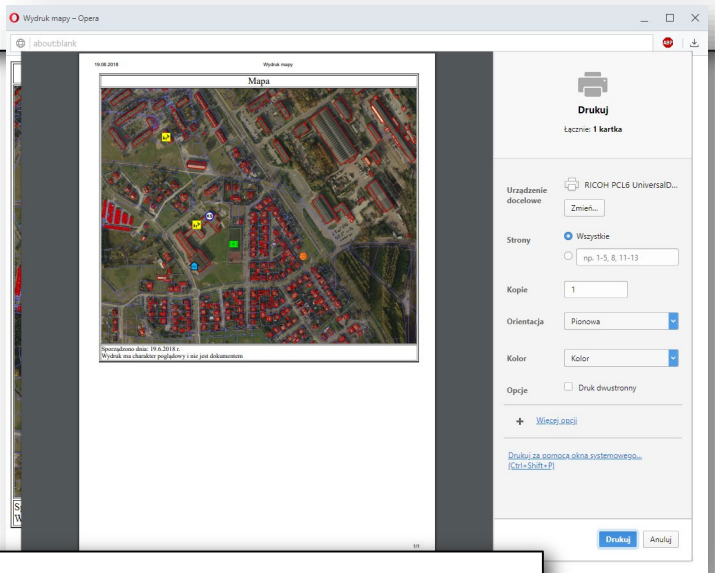 Wydruk mapy – Opera
about:blank
ABP
19.06.2018
Wydruk mapy
Mapa
Sporządzono dnia: 19.6.2018 r.
Wydruk ma charakter poglądowy i nie jest dokumentem
1/1
Drukuj
Łącznie: 1 kartka
Urządzenie docelowe
RICOH PCL6 UniversalD...
Zmień...
Strony
Wszystkie
np. 1-5, 8, 11-13
Kopie
1
Orientacja
Pionowa
Kolor
Kolor
Opcje
Druk dwustronny
+ Więcej opcji
Drukuj za pomocą okna systemowego...
(Ctrl+Shift+P)
Drukuj
Anuluj